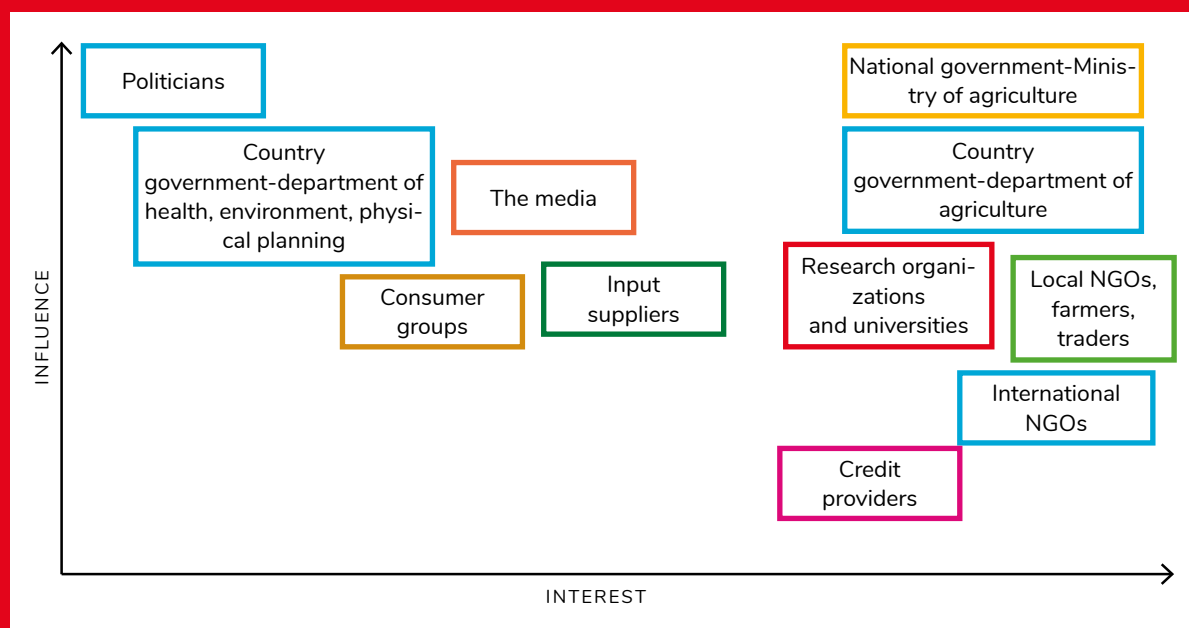 Politicians
Country
government-department of
health, environment, physi-
cal planning
The media
Consumer
groups
Input
suppliers
National government-Minis-
try of agriculture
Country
government-department of
agriculture
Research organi-
zations
and universities
Local NGOs,
farmers,
traders
International
NGOs
Credit
providers
INFLUENCE
INTEREST